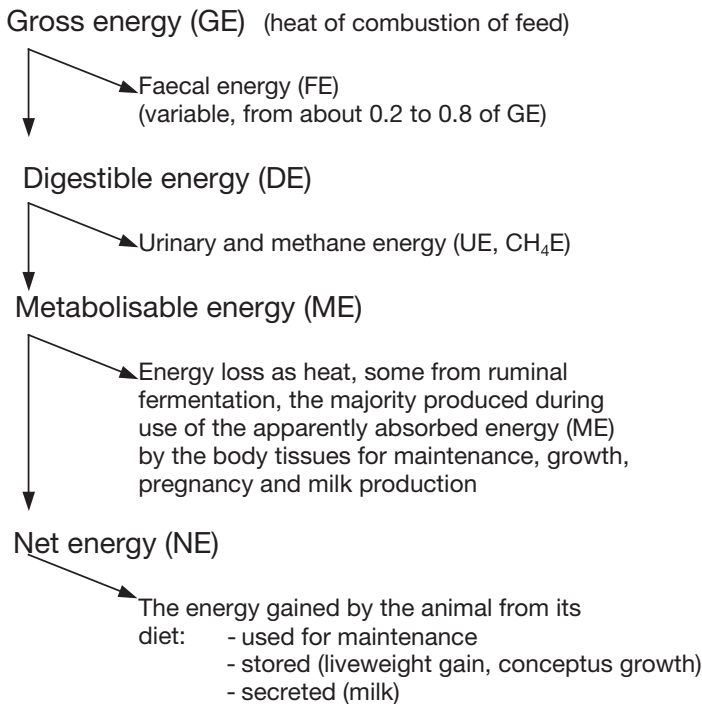 Gross energy (GE) (heat of combustion of feed)
Faecal energy (FE)
(variable, from about 0.2 to 0.8 of GE)
Digestible energy (DE)
Urinary and methane energy (UE, CH₄E)
Metabolisable energy (ME)
Energy loss as heat, some from ruminal
fermentation, the majority produced during
use of the apparently absorbed energy (ME)
by the body tissues for maintenance, growth,
pregnancy and milk production
Net energy (NE)
The energy gained by the animal from its
diet: - used for maintenance
- stored (liveweight gain, conceptus growth)
- secreted (milk)